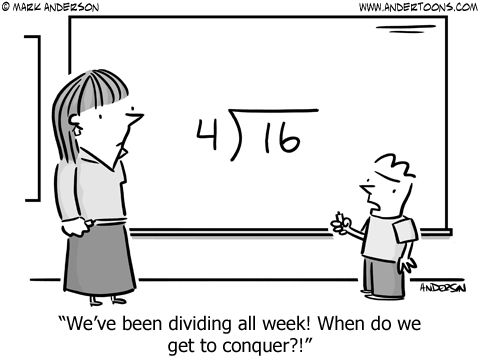 © MARK ANDERSON
WWW.ANDERTOONS.COM
4) 16
ANDERSON
“We’ve been dividing all week! When do we
get to conquer?!”